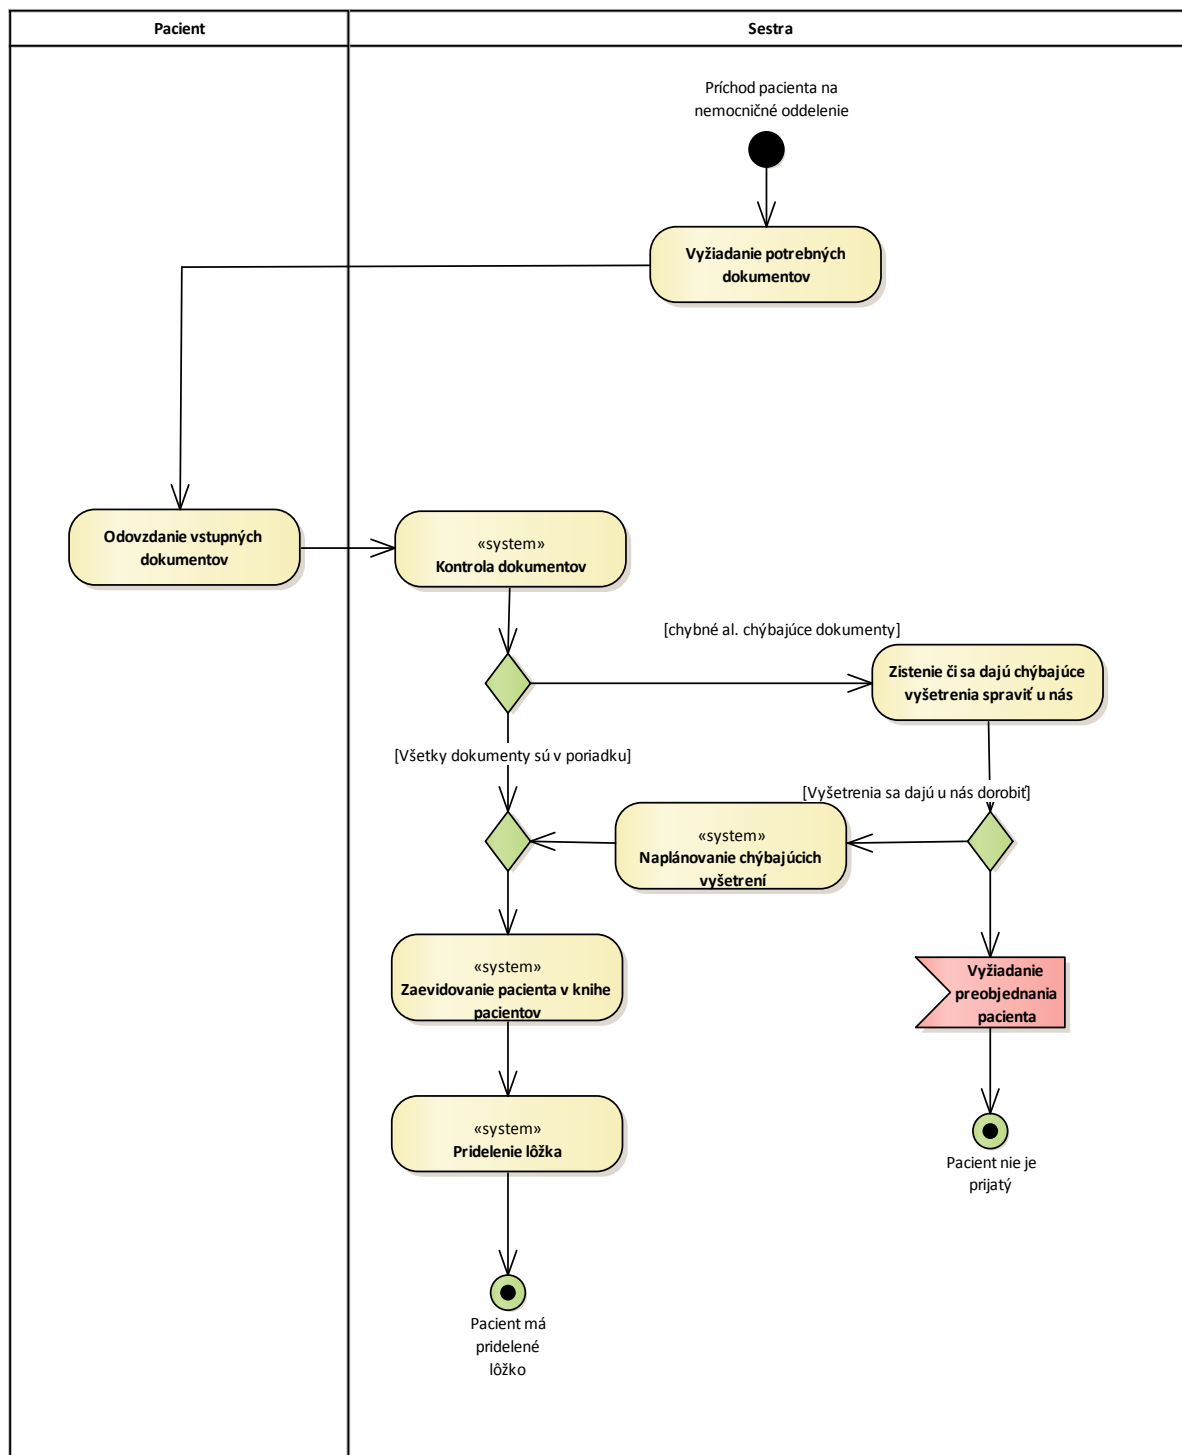 Pacient
Sestra
Príchod pacienta na
nemocničné oddelenie
Vyžiadanie potrebných
dokumentov
Odovzdanie vstupných
dokumentov
«system»
Kontrola dokumentov
[chybné al. chýbajúce dokumenty]
Zistenie či sa dajú chýbajúce
vyšetrenia spraviť u nás
[Všetky dokumenty sú v poriadku]
[Vyšetrenia sa dajú u nás dorobiť]
«system»
Naplánovanie chýbajúcich
vyšetrení
«system»
Zaevidovanie pacienta v knihe
pacientov
Vyžiadanie
preobjednania
pacienta
«system»
Pridelenie lôžka
Pacient nie je
prijatý
Pacient má
pridelené
lôžko